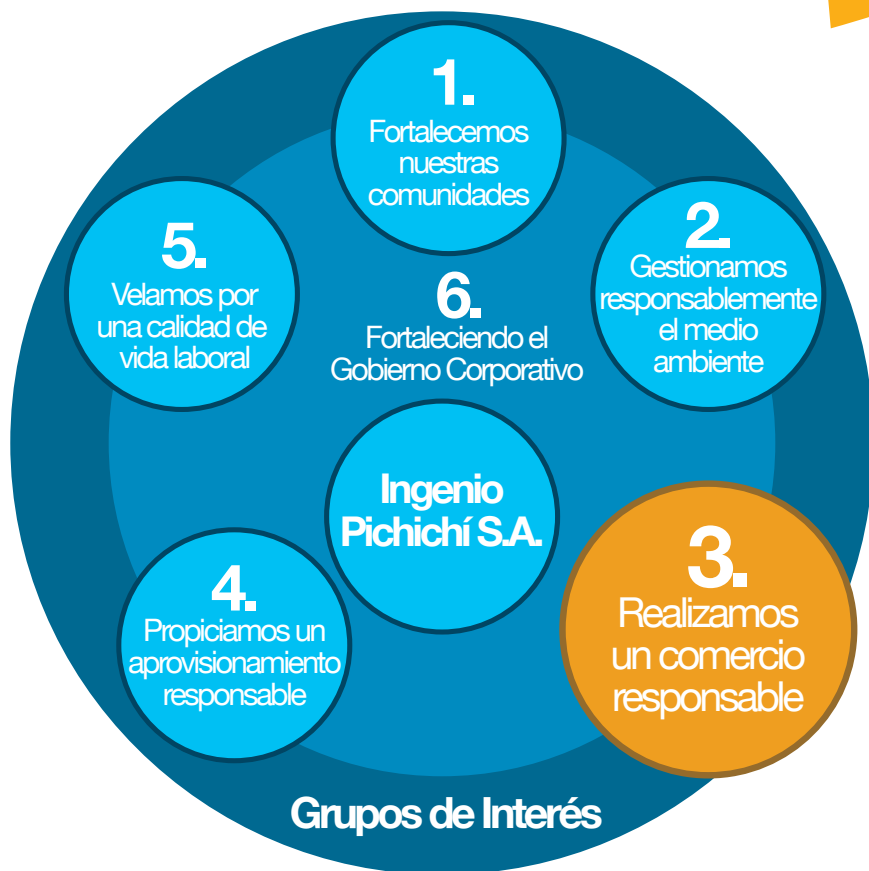 1.
Fortalecemos
nuestras
comunidades
2.
Gestionamos
responsablemente
el medio
ambiente
3.
Realizamos
un comercio
responsable
4.
Propiciamos un
aprovisionamiento
responsable
5.
Velamos por
una calidad de
vida laboral
6.
Fortaleciendo el
Gobierno Corporativo
Ingenio
Pichichí S.A.
Grupos de Interés